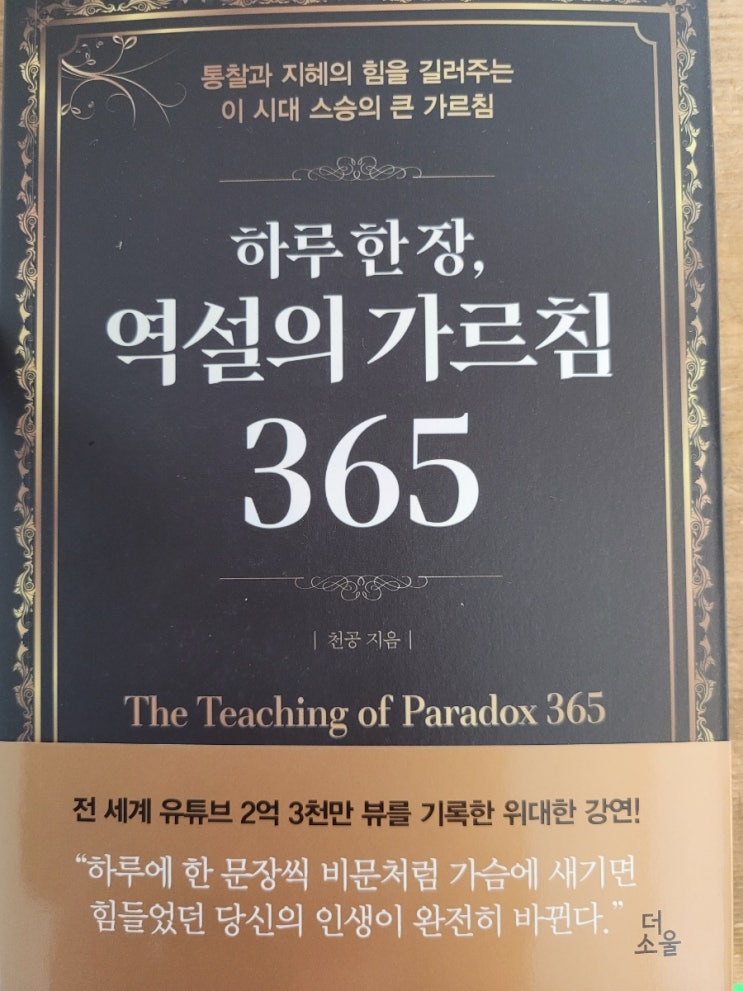 통찰과 지혜의 힘을 길러주는
이 시대 스승의 큰 가르침
하루 한 장,
역설의 가르침
365
| 천공 지음 |
The Teaching of Paradox 365
전 세계 유튜브 2억 3천만 뷰를 기록한 위대한 강연!
“하루에 한 문장씩 비문처럼 가슴에 새기면
힘들었던 당신의 인생이 완전히 바뀐다.”
더
소울